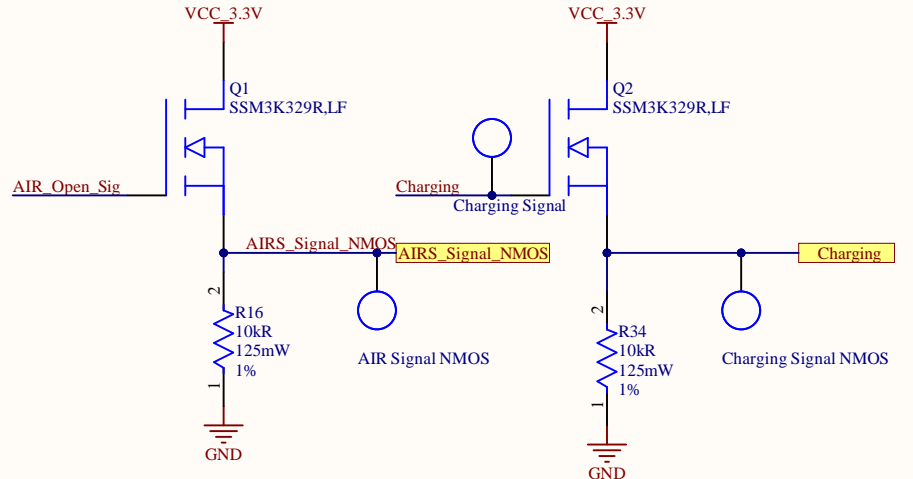 VCC_3.3V
Q1
SSM3K329R,LF
AIR_Open_Sig
AIRS_Signal_NMOS
AIRS_Signal_NMOS
2
R16
10kR
125mW
1%
1
AIR Signal NMOS
GND
VCC_3.3V
Q2
SSM3K329R,LF
Charging
Charging Signal
Charging
2
R34
10kR
125mW
1%
1
Charging Signal NMOS
GND